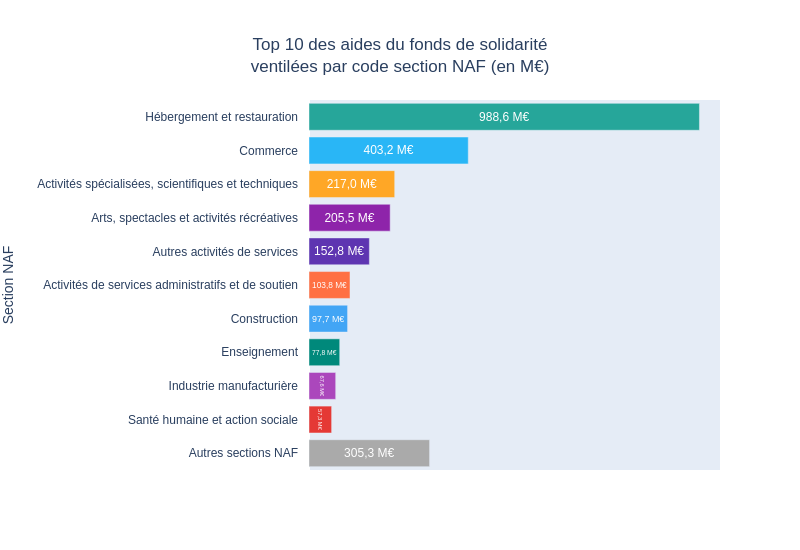 Top 10 des aides du fonds de solidarité
ventilées par code section NAF (en M€)
Section NAF
Hébergement et restauration 988,6 M€
Commerce 403,2 M€
Activités spécialisées, scientifiques et techniques 217,0 M€
Arts, spectacles et activités récréatives 205,5 M€
Autres activités de services 152,8 M€
Activités de services administratifs et de soutien 103,8 M€
Construction 97,7 M€
Enseignement 77,8 M€
Industrie manufacturière M€
Santé humaine et action sociale 57,3 M€
Autres sections NAF 305,3 M€